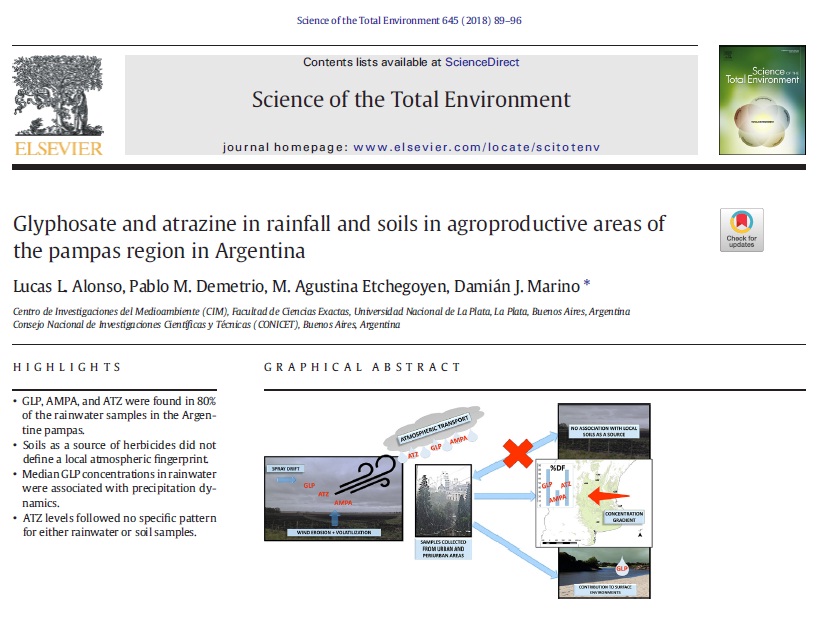 Science of the Total Environment 645 (2018) 89–96
Contents lists available at ScienceDirect
Science of the Total Environment
journal homepage: www.elsevier.com/locate/scitotenv
ELSEVIER
Science OF THE
Total Environment
Glyphosate and atrazine in rainfall and soils in agroproductive areas of
the pampas region in Argentina
Check for
updates
Lucas L. Alonso, Pablo M. Demetrio, M. Agustina Etchegoyen, Damián J. Marino *
Centro de Investigaciones del Medioambiente (CIM), Facultad de Ciencias Exactas, Universidad Nacional de La Plata, La Plata, Buenos Aires, Argentina
Consejo Nacional de Investigaciones Científicas y Técnicas (CONICET), Buenos Aires, Argentina
HIGHLIGHTS
• GLP, AMPA, and ATZ were found in 80%
of the rainwater samples in the Argen-
tine pampas.
• Soils as a source of herbicides did not
define a local atmospheric fingerprint.
• Median GLP concentrations in rainwater
were associated with precipitation dy-
namics.
• ATZ levels followed no specific pattern
for either rainwater or soil samples.
GRAPHICAL ABSTRACT
ATMOSPHERIC TRANSPORT
ATZ GLP AMPA
SPRAY DRIFT
GLP
ATZ
AMPA
WIND EROSION + VOLATILIZATION
SAMPLES COLLECTED
FROM URBAN AND
PERIURBAN AREAS
NO ASSOCIATION WITH LOCAL
SOILS AS A SOURCE
%DF
GLP ATZ
AMPA
CONCENTRATION
GRADIENT
GLP
CONTRIBUTION TO SURFACE
ENVIRONMENTS